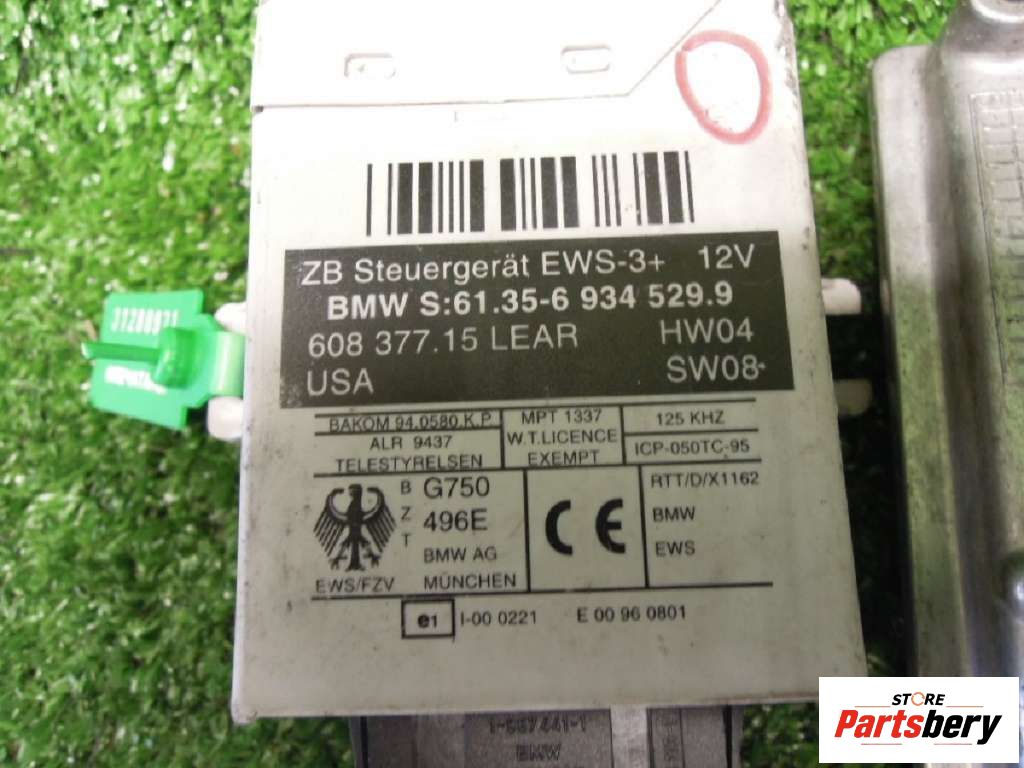 ZB Steuergerät EWS-3+ 12V
BMW S:61.35-6 934 529.9
608 377.15 LEAR HW04
USA SW08
BAKOM 94.0580.K.P MPT 1337 125 KHZ
ALR 9437 W.T.LICENCE ICP-050TC-95
TELESTYRELSEN EXEMPT
B G750 RTT/D/X1162
Z 496E BMW
T BMW AG EWS
EWS/FZV MÜNCHEN CE
e1 I-00 0221 E 00 96 0801
BMW
STORE
Partsbery